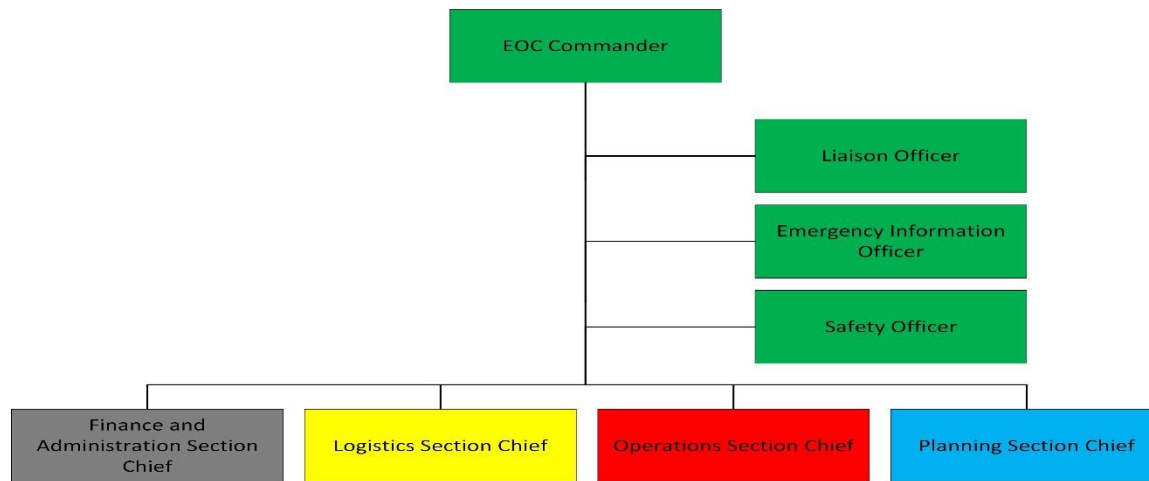 EOC Commander
Liaison Officer
Emergency Information
Officer
Safety Officer
Finance and
Administration Section
Chief
Logistics Section Chief
Operations Section Chief
Planning Section Chief